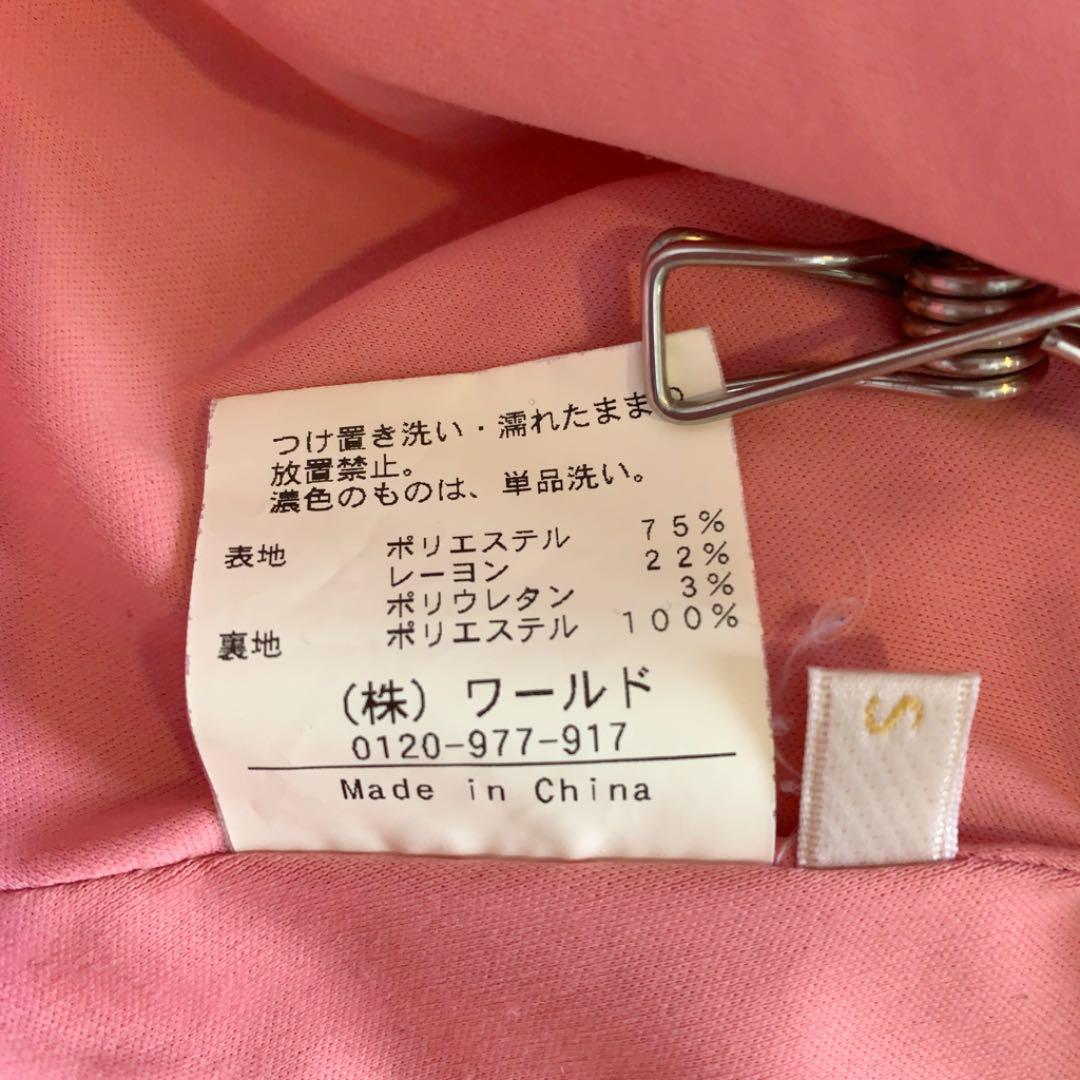 つけ置き洗い・濡れたまま
放置禁止。
濃色のものは、単品洗い。
表地 ポリエステル 75%
レーヨン 22%
ポリウレタン 3%
裏地 ポリエステル 100%
(株) ワールド
0120-977-917
Made in China
S